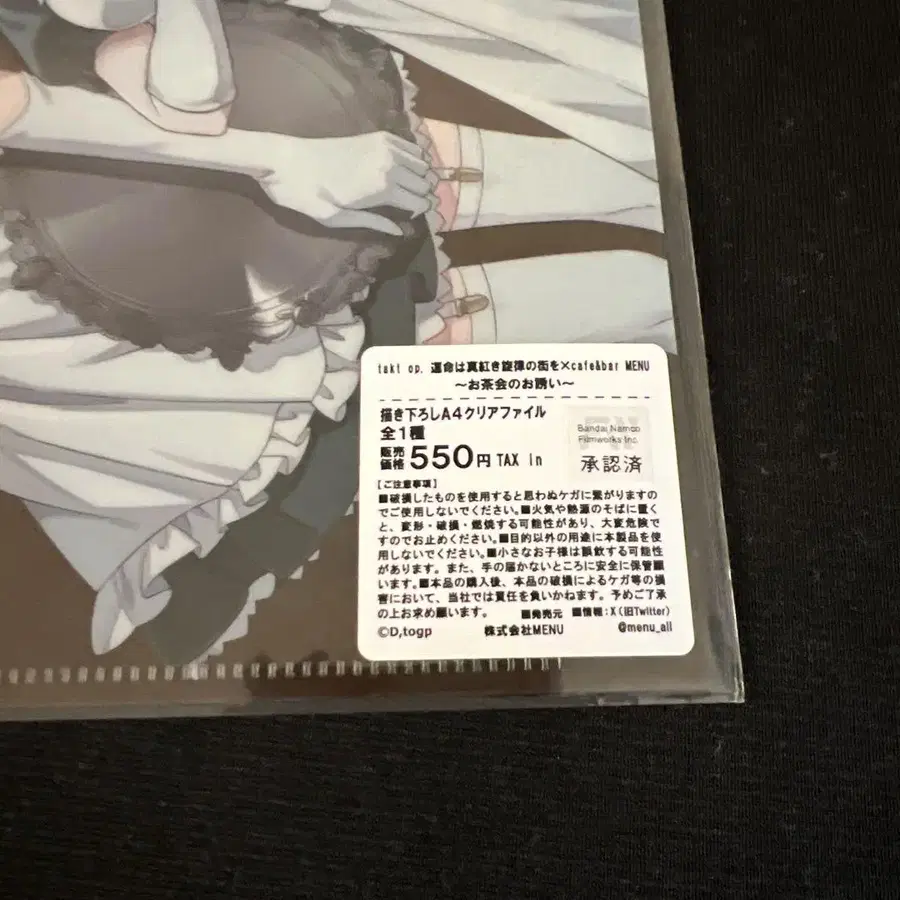 takt op. 運命は真紅き旋律の街を×cafe&bar MENU
～お茶会のお誘い～
描き下ろしA4クリアファイル
全1種
販売価格 550円 TAX in
Bandai Namco
Filmworks Inc.
承認済
【ご注意事項】
■破損したものを使用すると思わぬケガに繋がりますの
でご使用しないでください。■火気や熱源のそばに置く
と、変形・破損・燃焼する可能性があり、大変危険で
すのでお止めください。■目的以外の用途に本製品を使
用しないでください。■小さなお子様は誤飲する可能性
があります。また、手の届かないところに安全に保管願
います。■本品の購入後、本品の破損によるケガ等の損
害において、当社では責任を負いかねます。予めご了承
の上お求め願います。
■発売元 ■情報：X（旧Twitter）
©D,togp 株式会社MENU @menu_all